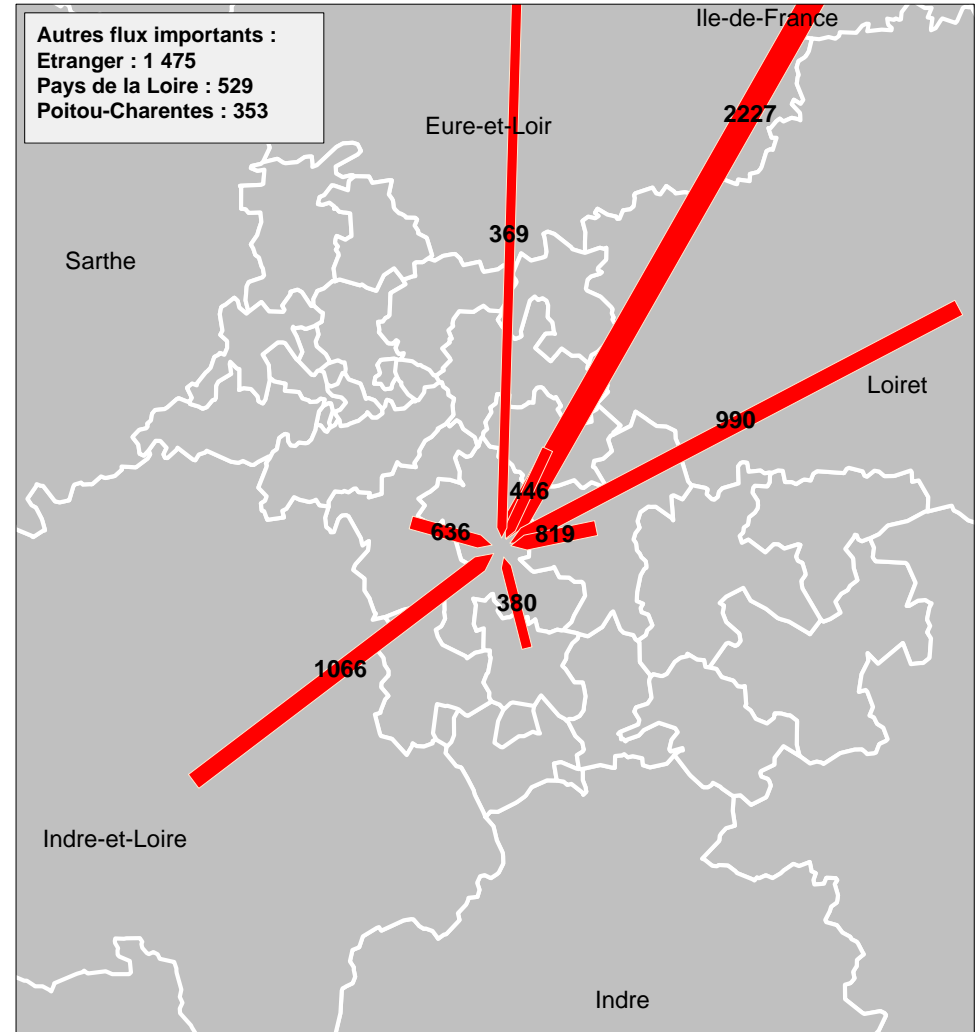 Autres flux importants :
Etranger : 1 475
Pays de la Loire : 529
Poitou-Charentes : 353
Ile-de-France
2227
Eure-et-Loir
369
Sarthe
Loiret
990
446
636
819
380
1066
Indre-et-Loire
Indre